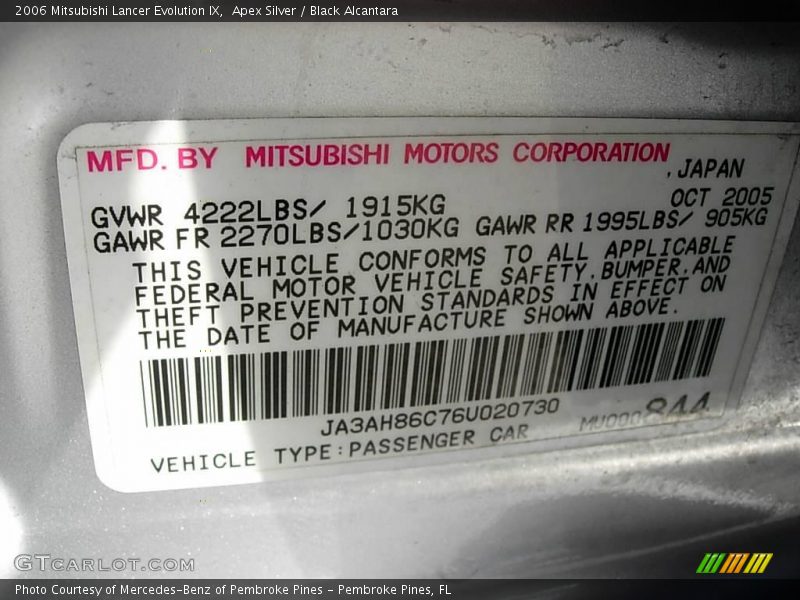 2006 Mitsubishi Lancer Evolution IX, Apex Silver / Black Alcantara
MFD. BY MITSUBISHI MOTORS CORPORATION
. JAPAN
OCT 2005
GVWR 4222LBS/ 1915KG
GAWR FR 2270LBS/1030KG GAWR RR 1995LBS/ 905KG
THIS VEHICLE CONFORMS TO ALL APPLICABLE
FEDERAL MOTOR VEHICLE SAFETY.BUMPER.AND
THEFT PREVENTION STANDARDS IN EFFECT ON
THE DATE OF MANUFACTURE SHOWN ABOVE.
JA3AH86C76U020730
MU000844
VEHICLE TYPE:PASSENGER CAR
GTCarLot.com
Photo Courtesy of Mercedes-Benz of Pembroke Pines - Pembroke Pines, FL